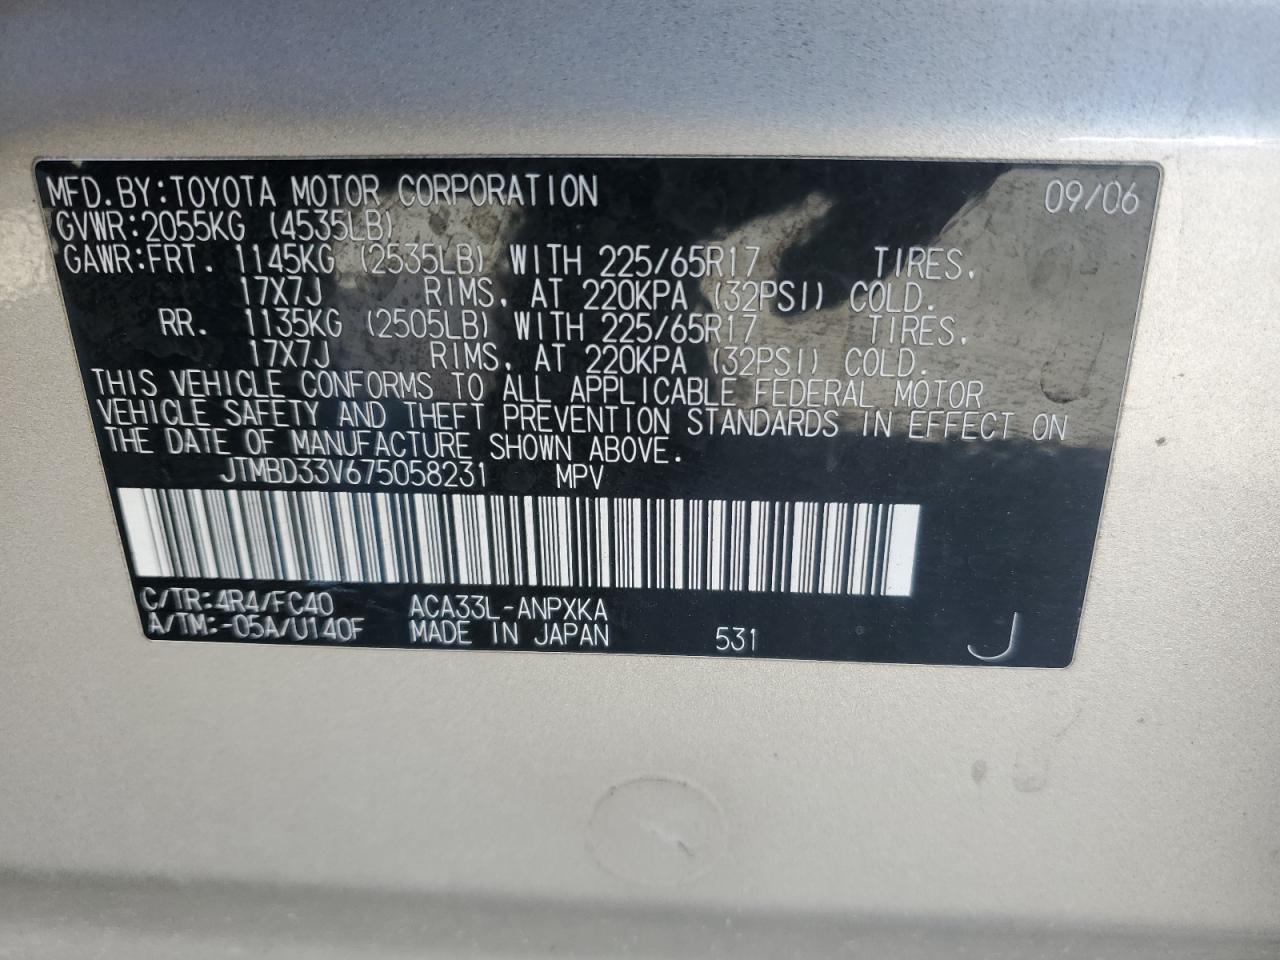 MFD.BY:TOYOTA MOTOR CORPORATION 09/06
GVWR:2055KG (4535LB)
GAWR:FRT. 1145KG (2535LB) WITH 225/65R17 TIRES,
17X7J RIMS, AT 220KPA (32PSI) COLD.
RR. 1135KG (2505LB) WITH 225/65R17 TIRES,
17X7J RIMS, AT 220KPA (32PSI) COLD.
THIS VEHICLE CONFORMS TO ALL APPLICABLE FEDERAL MOTOR
VEHICLE SAFETY AND THEFT PREVENTION STANDARDS IN EFFECT ON
THE DATE OF MANUFACTURE SHOWN ABOVE.
JTMBD33V675058231 MPV
C/TR:4R4/FC40 ACA33L-ANPXKA
A/TM:-05A/U140F MADE IN JAPAN 531 J